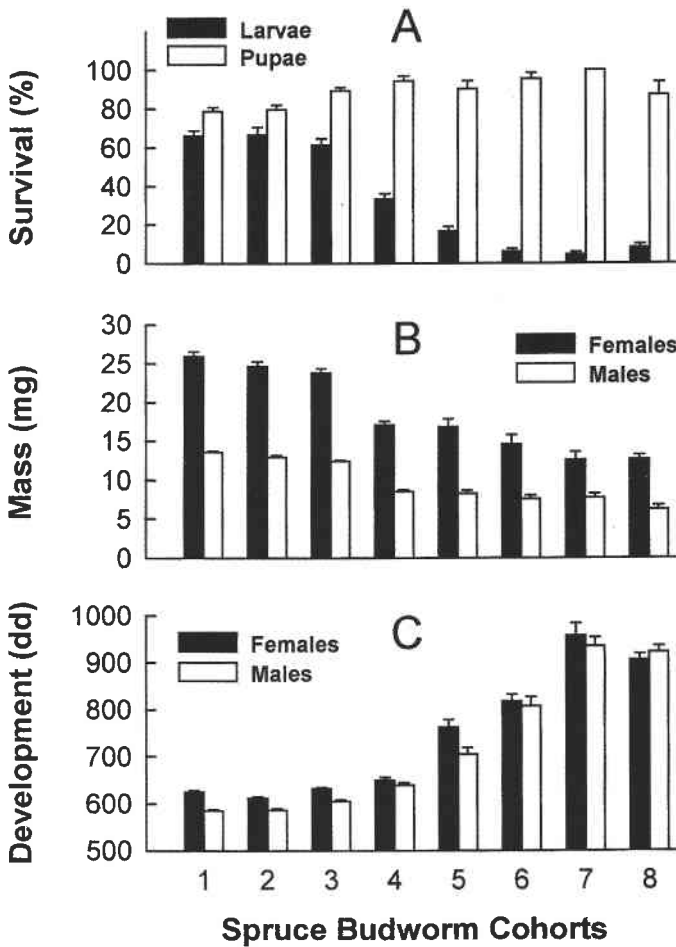 Larvae
Pupae
A
Survival (%)
100
80
60
40
20
0
B
Females
Males
Mass (mg)
30
25
20
15
10
5
0
C
Females
Males
Development (dd)
1000
900
800
700
600
500
1 2 3 4 5 6 7 8
Spruce Budworm Cohorts